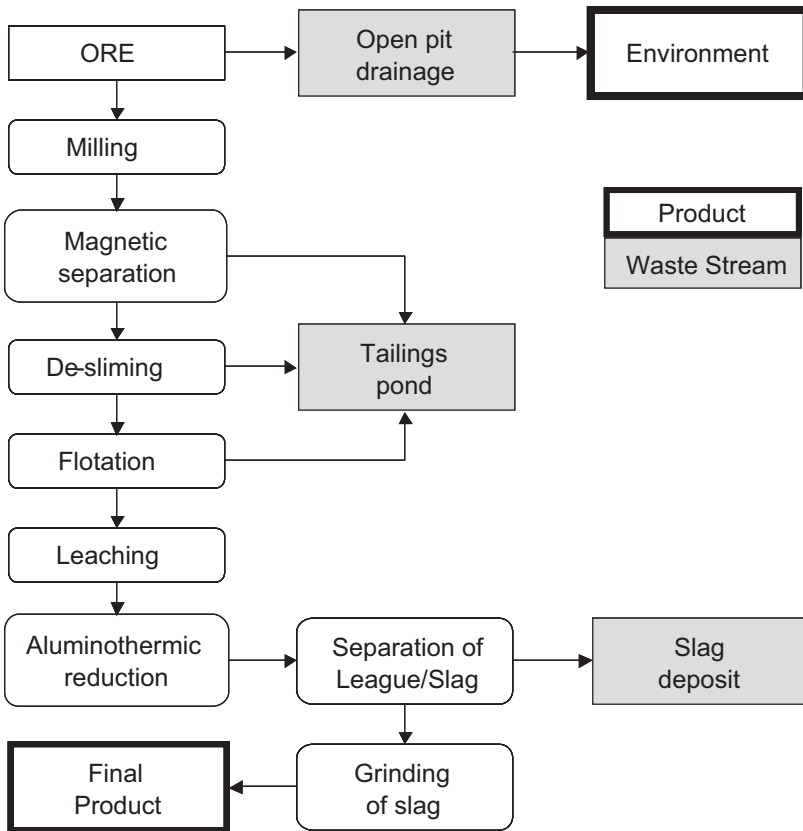 ORE
Open pit
drainage
Environment
Milling
Product
Waste Stream
Magnetic
separation
De-sliming
Tailings
pond
Flotation
Leaching
Aluminothermic
reduction
Separation of
League/Slag
Slag
deposit
Final
Product
Grinding
of slag